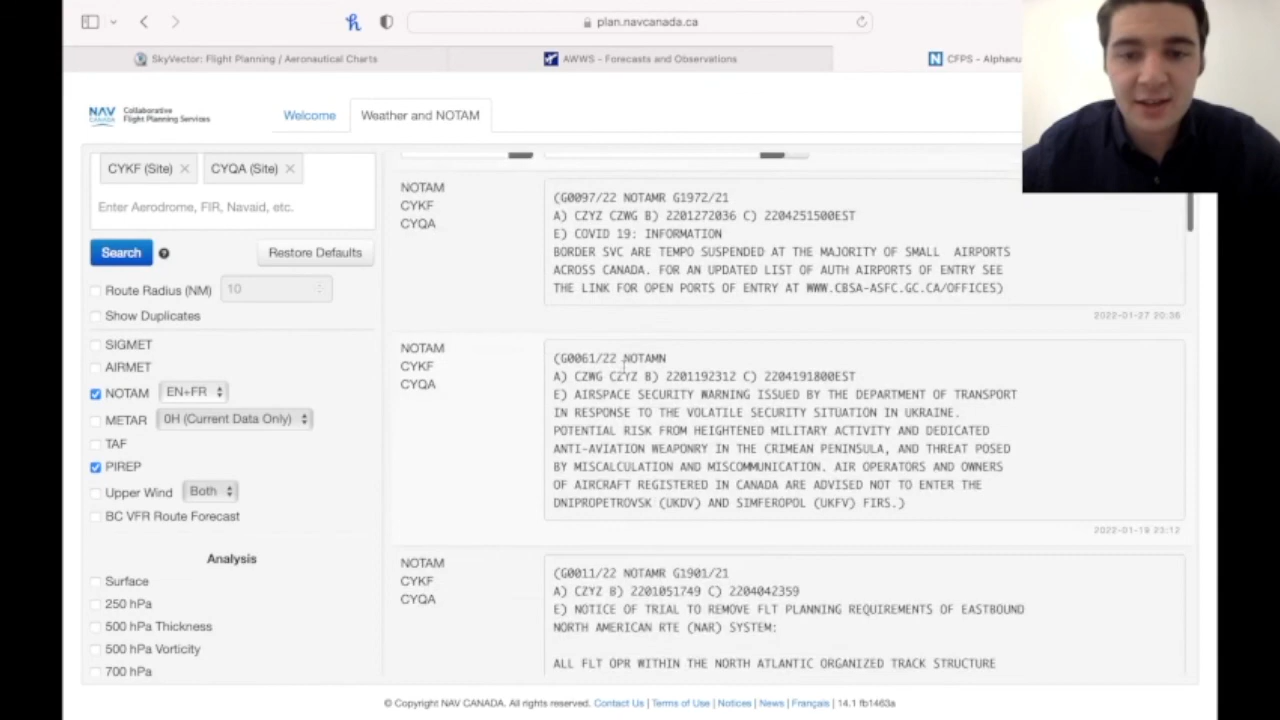 plan.navcanada.ca
SkyVector: Flight Planning / Aeronautical Charts
AWWS - Forecasts and Observations
CFPS - Alphanu
NAV CANADA
Collaborative
Flight Planning Services
Welcome
Weather and NOTAM
CYKF (Site)
CYQA (Site)
Enter Aerodrome, FIR, Navaid, etc.
Search
Restore Defaults
Route Radius (NM)
10
Show Duplicates
SIGMET
AIRMET
NOTAM
EN+FR
METAR
0H (Current Data Only)
TAF
PIREP
Upper Wind
Both
BC VFR Route Forecast
Analysis
Surface
250 hPa
500 hPa Thickness
500 hPa Vorticity
700 hPa
NOTAM
CYKF
CYQA
(G0097/22 NOTAMR G1972/21
A) CZYZ CZWG B) 2201272036 C) 2204251500EST
E) COVID 19: INFORMATION
BORDER SVC ARE TEMPO SUSPENDED AT THE MAJORITY OF SMALL AIRPORTS
ACROSS CANADA. FOR AN UPDATED LIST OF AUTH AIRPORTS OF ENTRY SEE
THE LINK FOR OPEN PORTS OF ENTRY AT WWW.CBSA-ASFC.GC.CA/OFFICES)
2022-01-27 20:36
NOTAM
CYKF
CYQA
(G0061/22 NOTAMN
A) CZWG CZYZ B) 2201192312 C) 2204191800EST
E) AIRSPACE SECURITY WARNING ISSUED BY THE DEPARTMENT OF TRANSPORT
IN RESPONSE TO THE VOLATILE SECURITY SITUATION IN UKRAINE.
POTENTIAL RISK FROM HEIGHTENED MILITARY ACTIVITY AND DEDICATED
ANTI-AVIATION WEAPONRY IN THE CRIMEAN PENINSULA, AND THREAT POSED
BY MISCALCULATION AND MISCOMMUNICATION. AIR OPERATORS AND OWNERS
OF AIRCRAFT REGISTERED IN CANADA ARE ADVISED NOT TO ENTER THE
DNIPROPETROVSK (UKDV) AND SIMFEROPOL (UKFV) FIRS.)
2022-01-19 23:12
NOTAM
CYKF
CYQA
(G0011/22 NOTAMR G1901/21
A) CZYZ B) 2201051749 C) 2204042359
E) NOTICE OF TRIAL TO REMOVE FLT PLANNING REQUIREMENTS OF EASTBOUND
NORTH AMERICAN RTE (NAR) SYSTEM:
ALL FLT OPR WITHIN THE NORTH ATLANTIC ORGANIZED TRACK STRUCTURE
© Copyright NAV CANADA. All rights reserved. Contact Us | Terms of Use | Notices | News | Français | 14.1 fb1463a